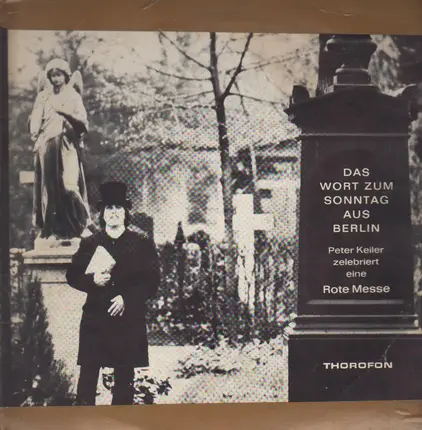 DAS
WORT ZUM
SONNTAG
AUS
BERLIN
Peter Keiler
zelebriert
eine
Rote Messe
THOROFON